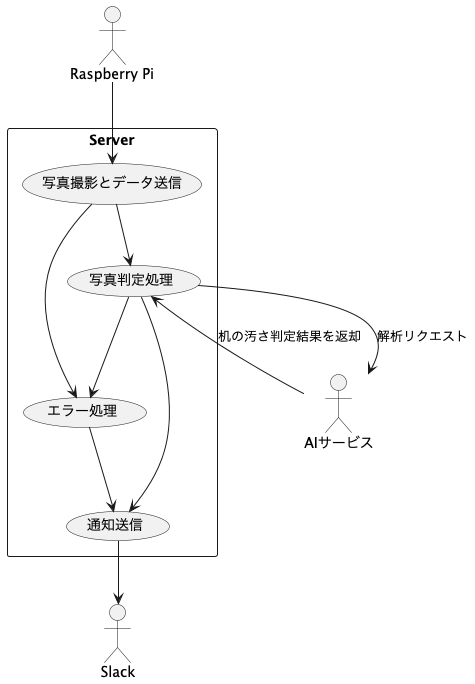 Raspberry Pi
Server
写真撮影とデータ送信
写真判定処理
机の汚さ判定結果を返却
解析リクエスト
エラー処理
AIサービス
通知送信
Slack